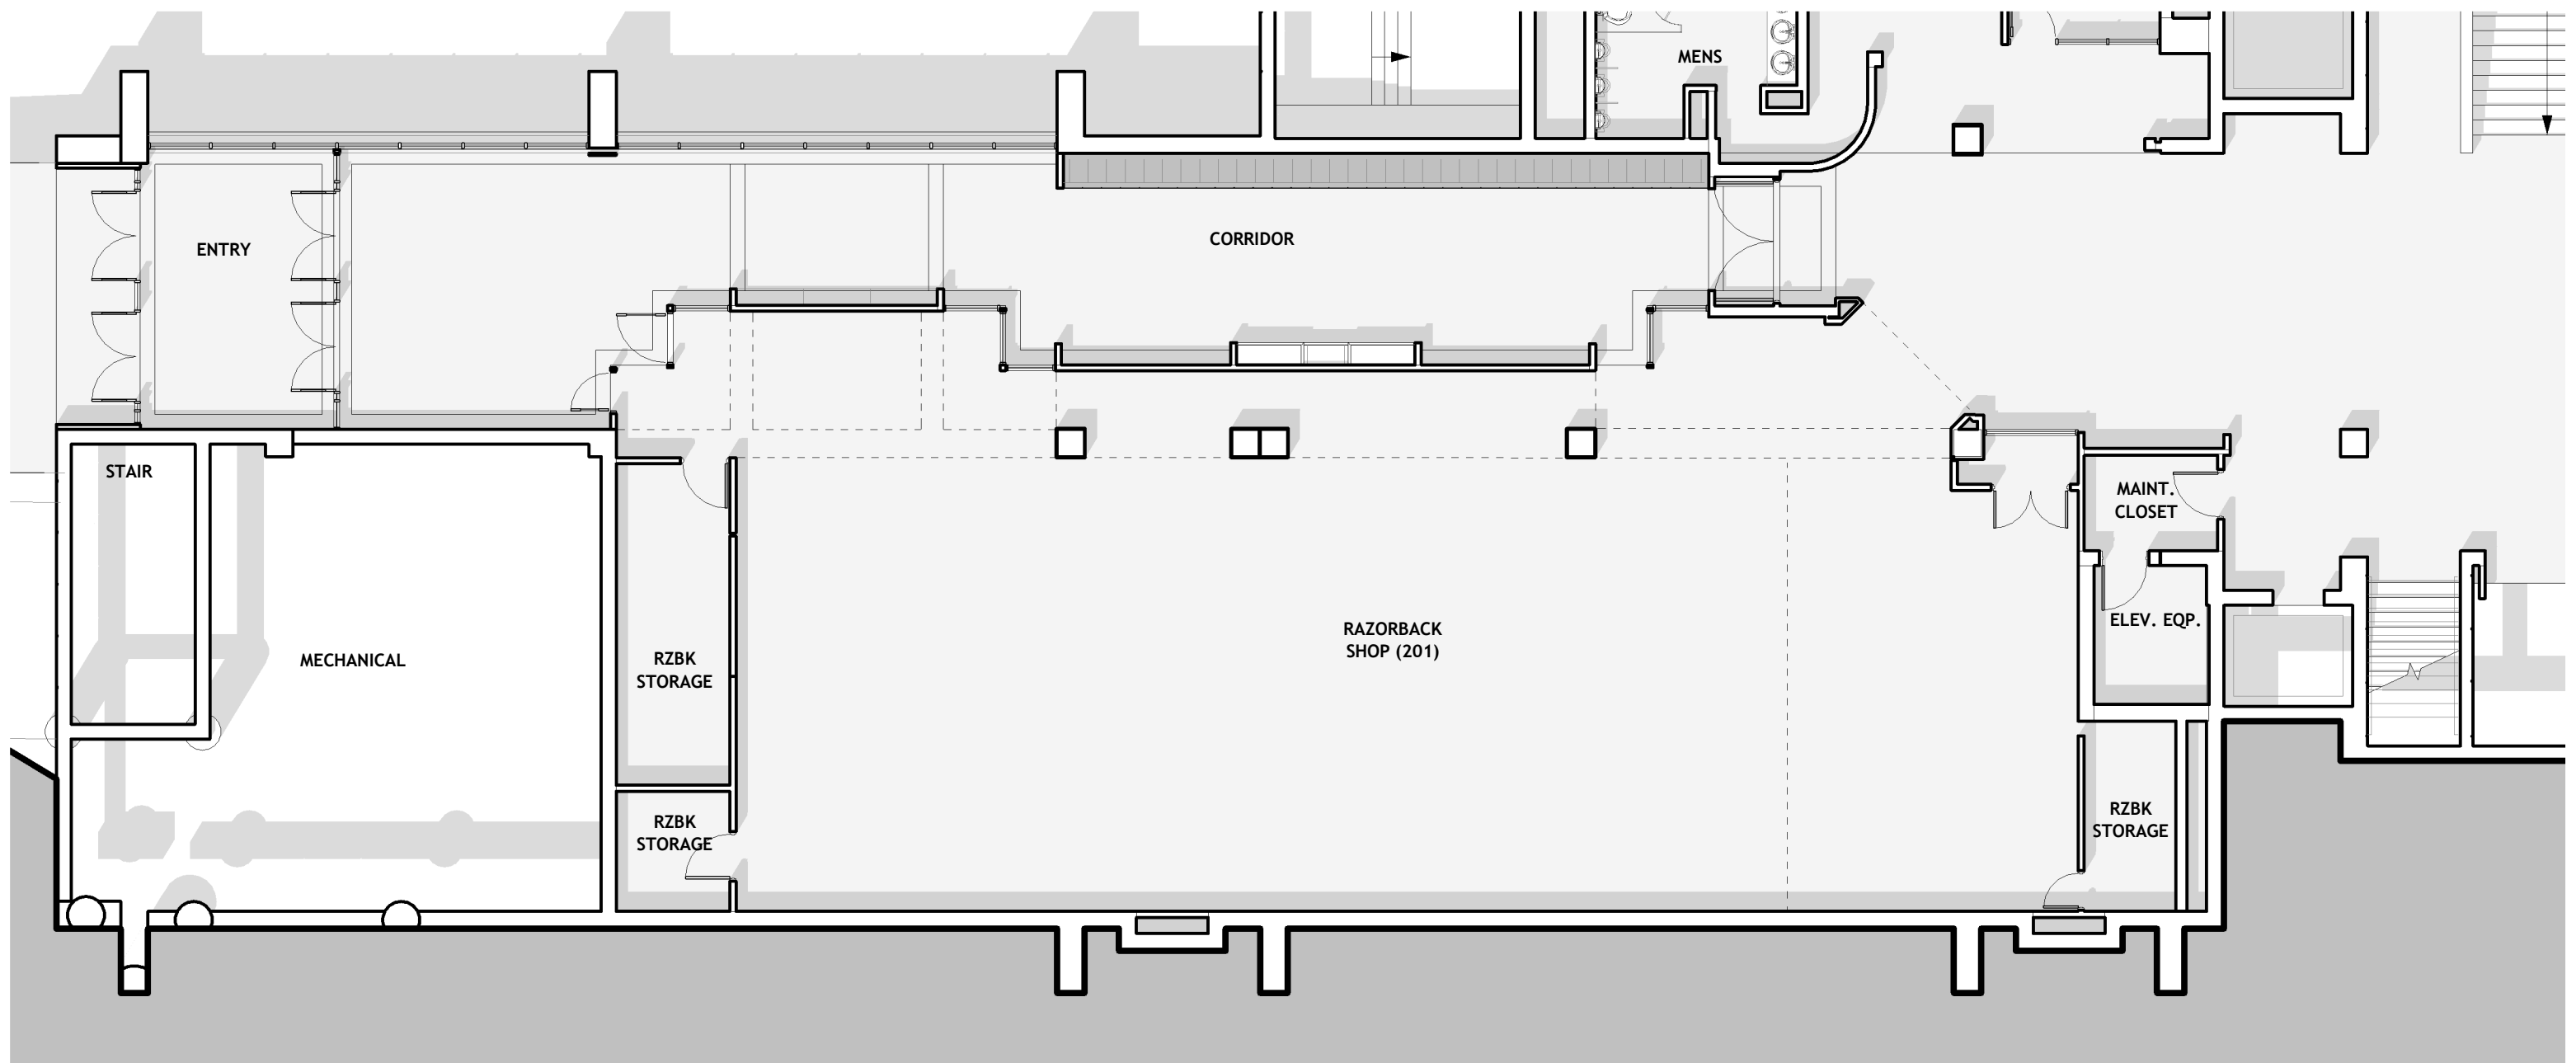 MENS
ENTRY
CORRIDOR
STAIR
MAINT.
CLOSET
ELEV. EQP.
MECHANICAL
RZBK
STORAGE
RAZORBACK
SHOP (201)
RZBK
STORAGE
RZBK
STORAGE